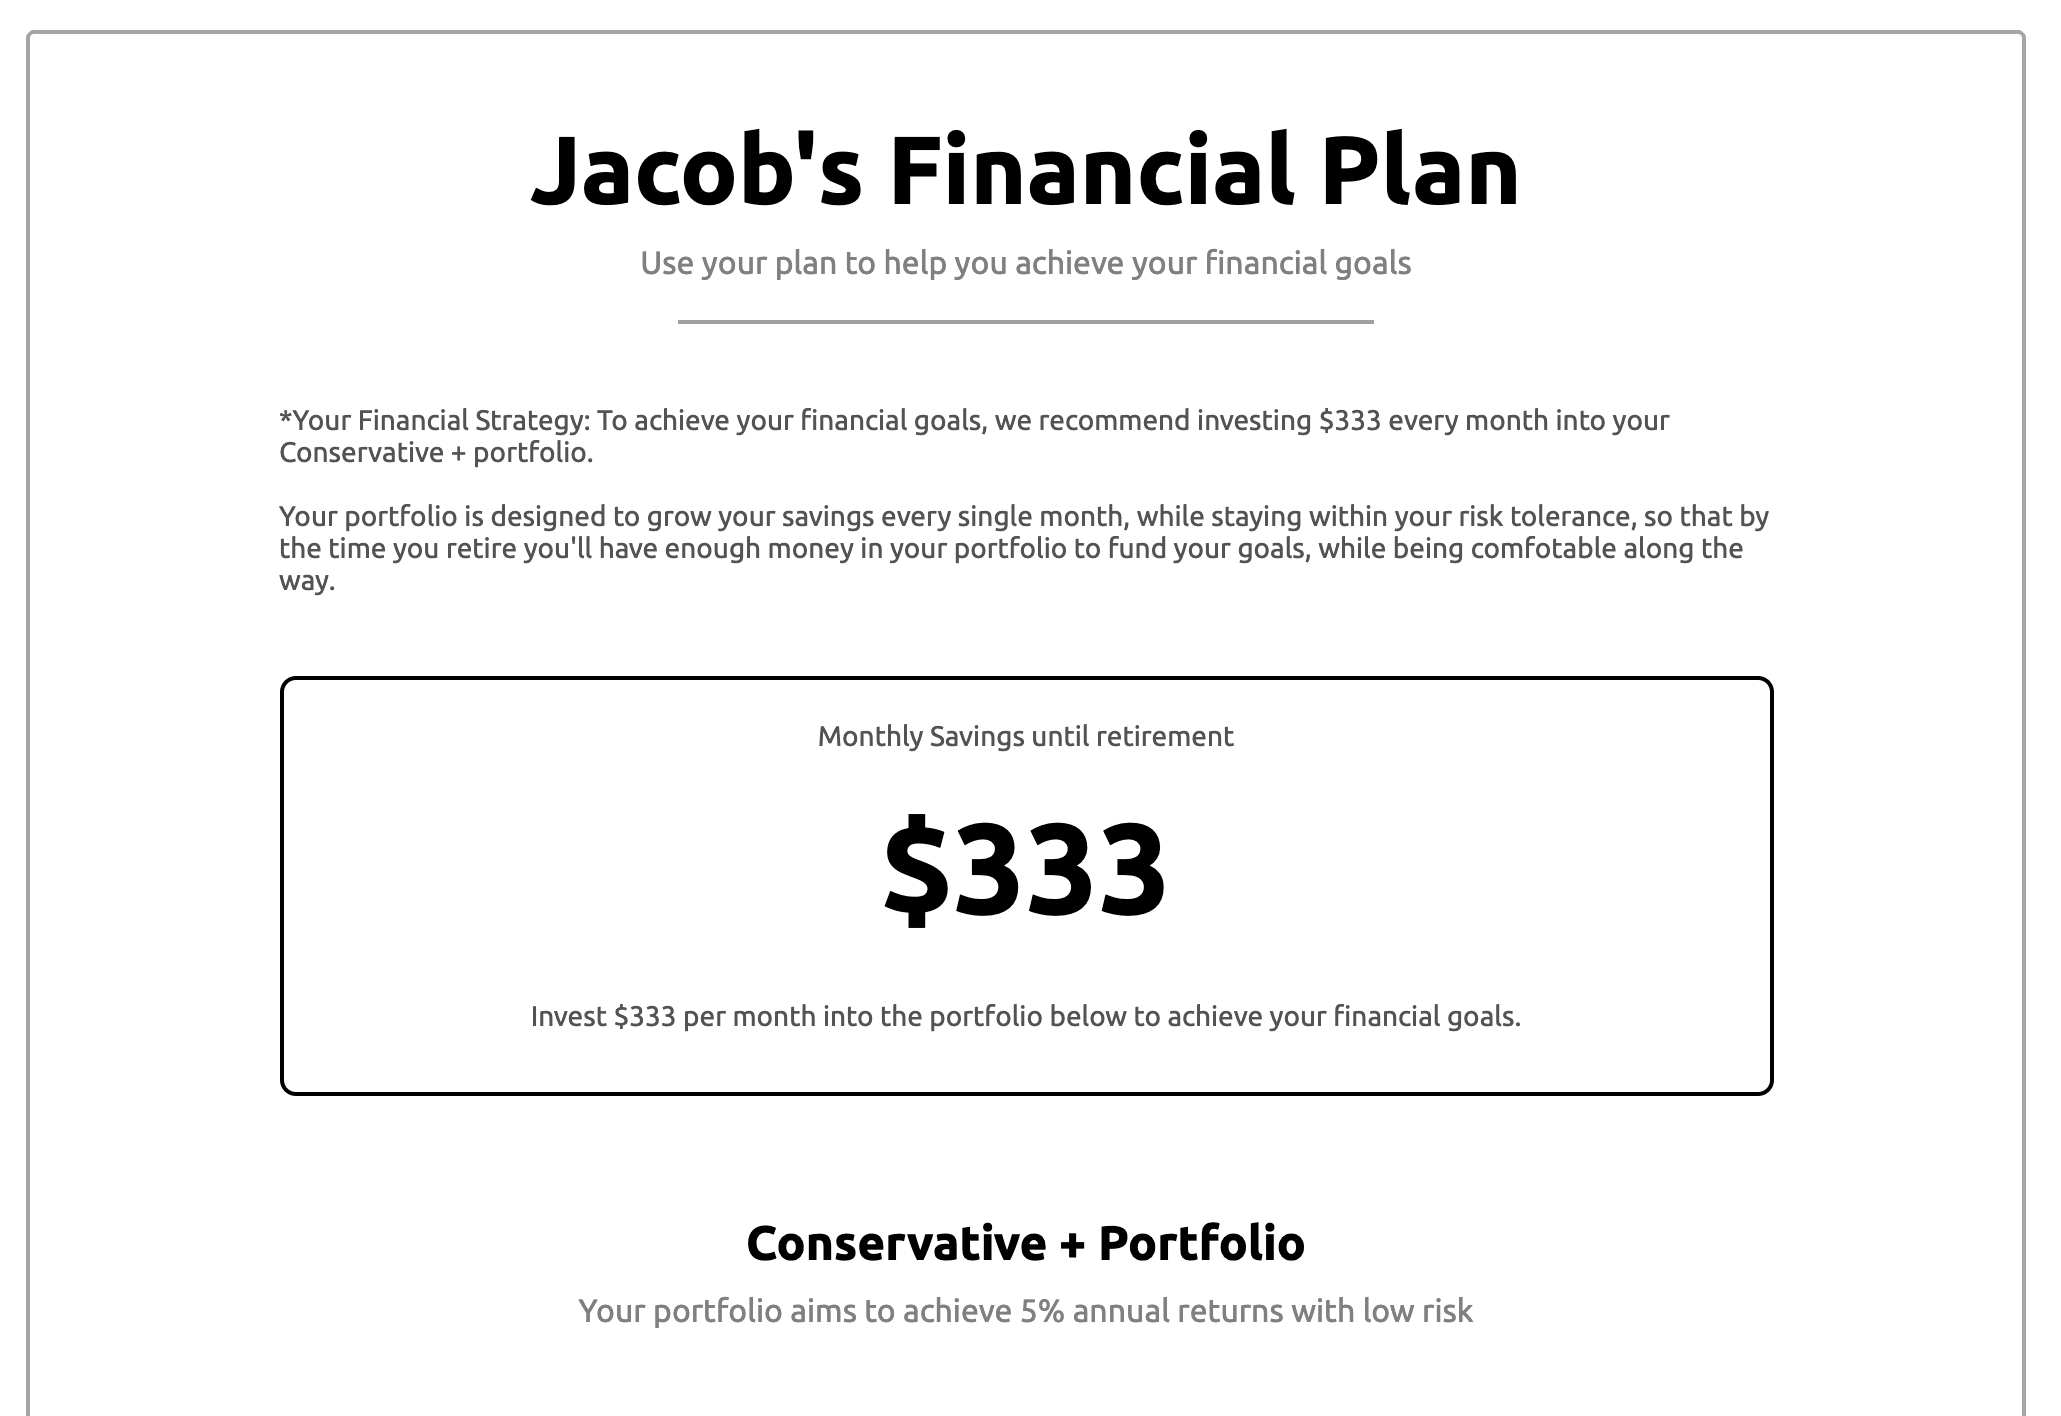 Jacob's Financial Plan
Use your plan to help you achieve your financial goals
*Your Financial Strategy: To achieve your financial goals, we recommend investing $333 every month into your
Conservative + portfolio.
Your portfolio is designed to grow your savings every single month, while staying within your risk tolerance, so that by
the time you retire you'll have enough money in your portfolio to fund your goals, while being comfotable along the
way.
Monthly Savings until retirement
$333
Invest $333 per month into the portfolio below to achieve your financial goals.
Conservative + Portfolio
Your portfolio aims to achieve 5% annual returns with low risk